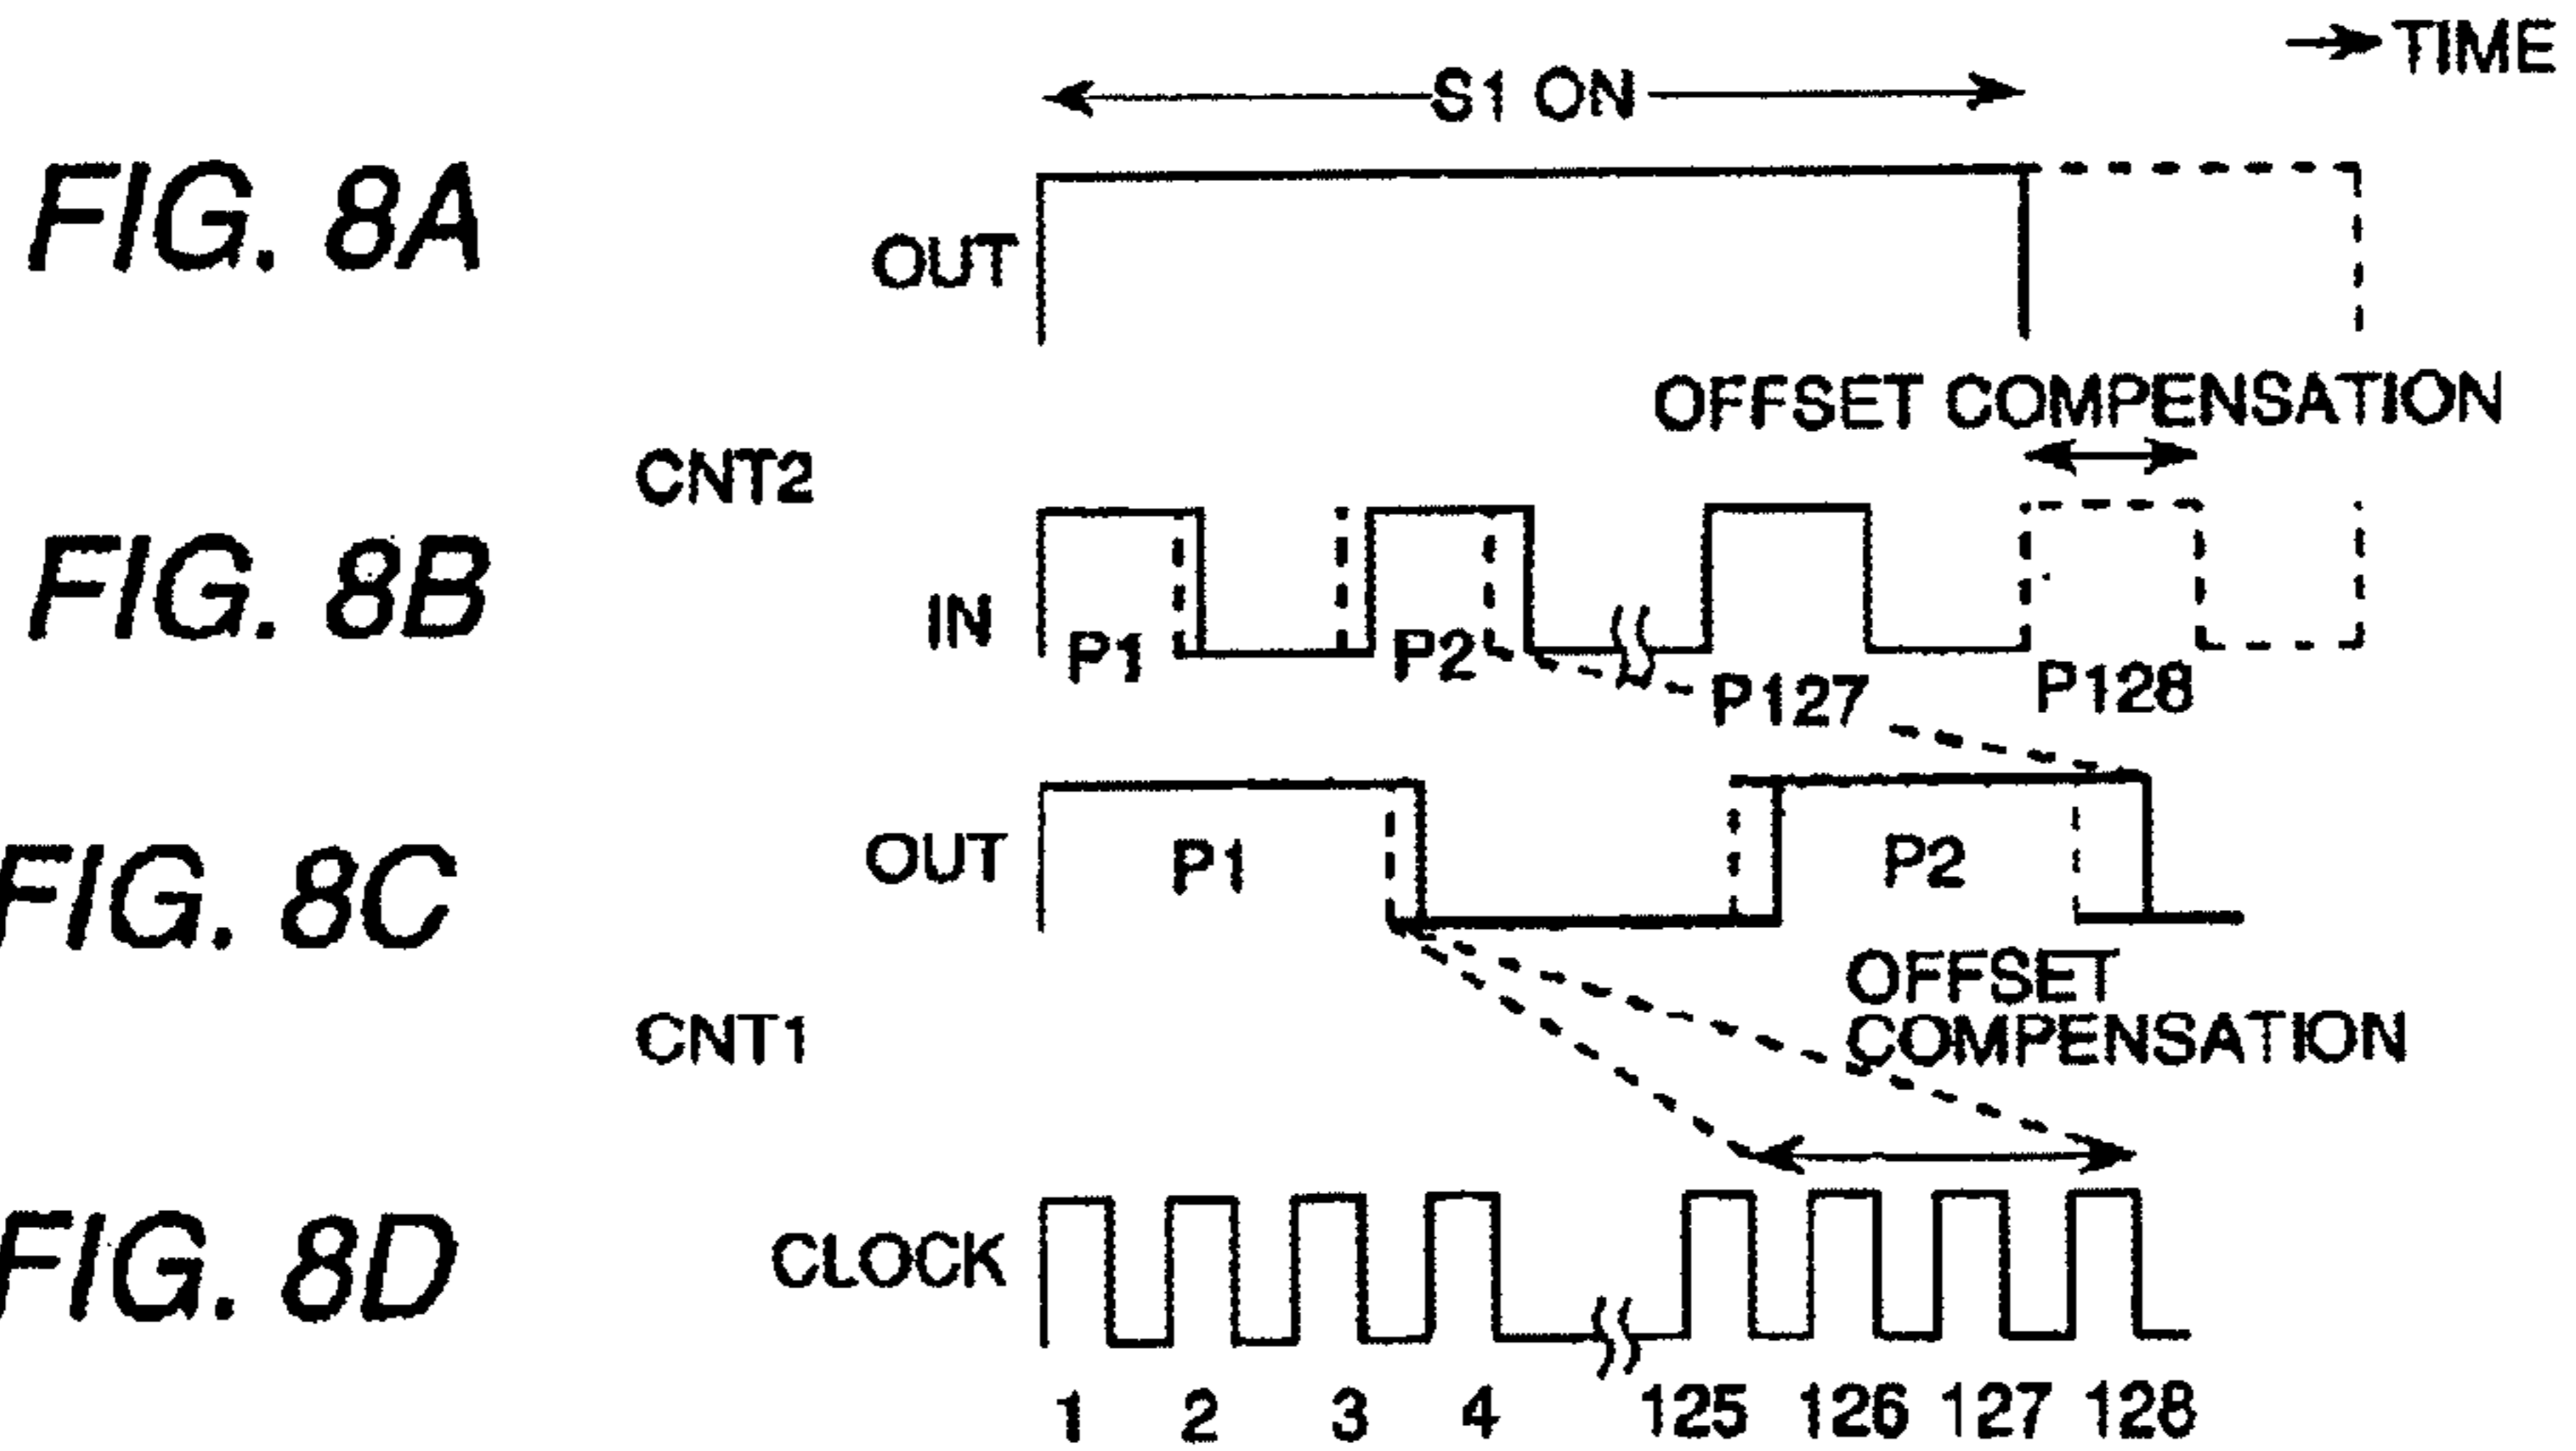 TIME
S1 ON
FIG. 8A
OUT
OFFSET COMPENSATION
CNT2
FIG. 8B
IN
P1 P2 P127 P128
FIG. 8C
OUT
P1 P2
OFFSET
COMPENSATION
CNT1
FIG. 8D
CLOCK
1 2 3 4 125 126 127 128